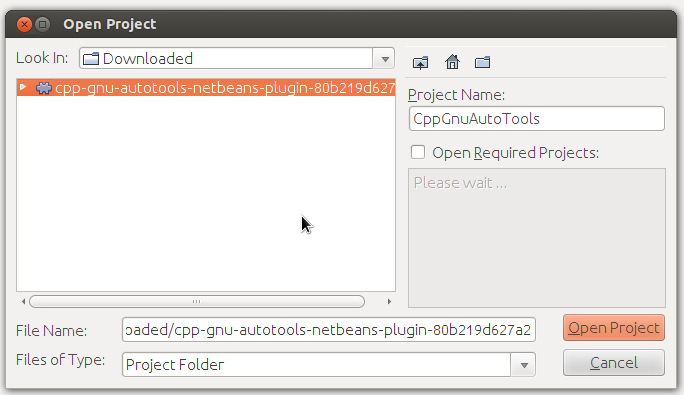 Open Project
Look In:
Downloaded
cpp-gnu-autotools-netbeans-plugin-80b219d627
Project Name:
CppGnuAutoTools
Open Required Projects:
Please wait ...
File Name:
oaded/cpp-gnu-autotools-netbeans-plugin-80b219d627a2
Open Project
Files of Type:
Project Folder
Cancel